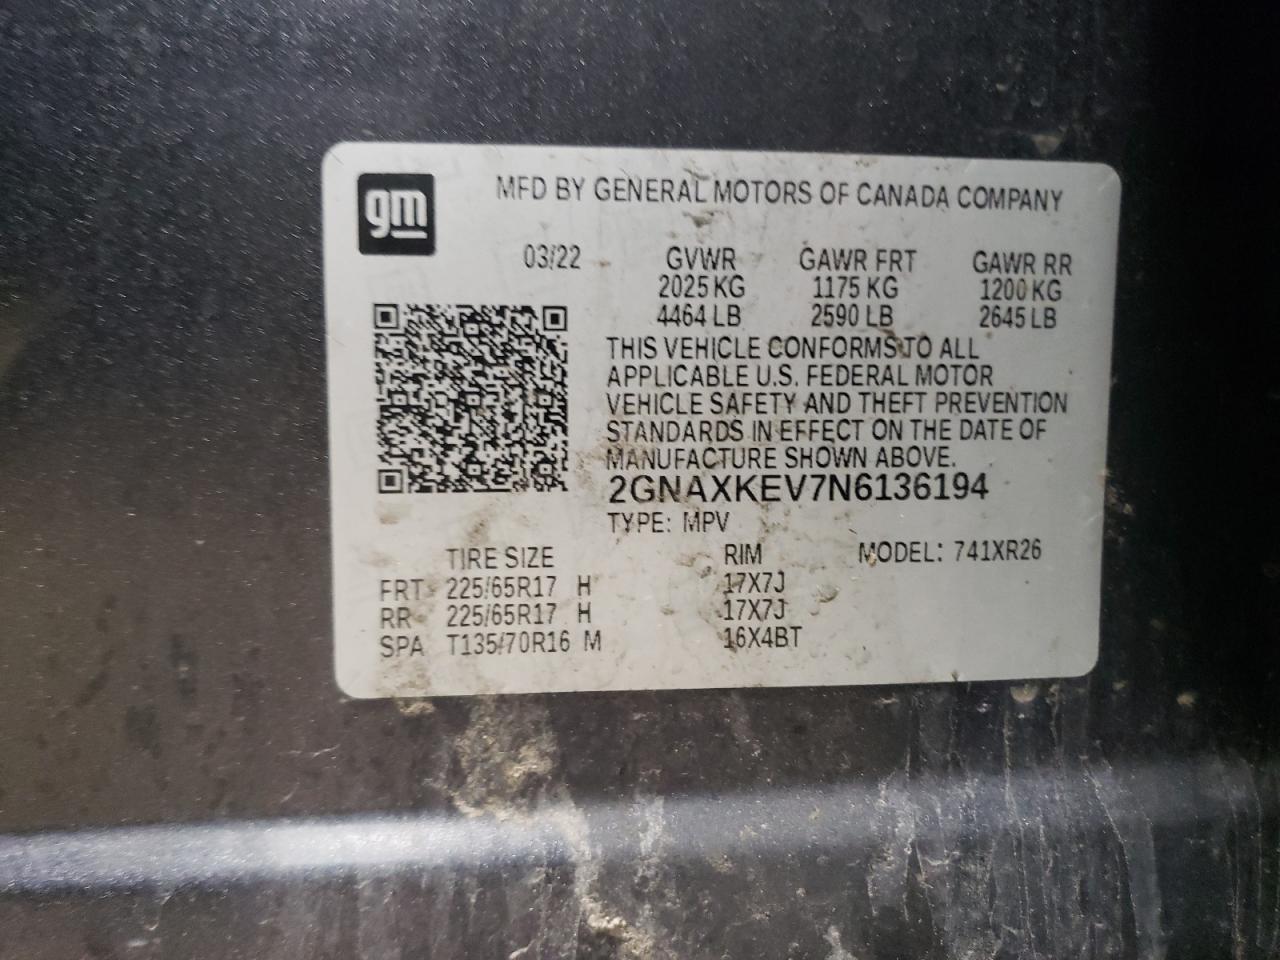 gm
MFD BY GENERAL MOTORS OF CANADA COMPANY
03/22 GVWR GAWR FRT GAWR RR
2025 KG 1175 KG 1200 KG
4464 LB 2590 LB 2645 LB
THIS VEHICLE CONFORMS TO ALL
APPLICABLE U.S. FEDERAL MOTOR
VEHICLE SAFETY AND THEFT PREVENTION
STANDARDS IN EFFECT ON THE DATE OF
MANUFACTURE SHOWN ABOVE.
2GNAXKEV7N6136194
TYPE: MPV
TIRE SIZE RIM MODEL: 741XR26
FRT 225/65R17 H 17X7J
RR 225/65R17 H 17X7J
SPA T135/70R16 M 16X4BT